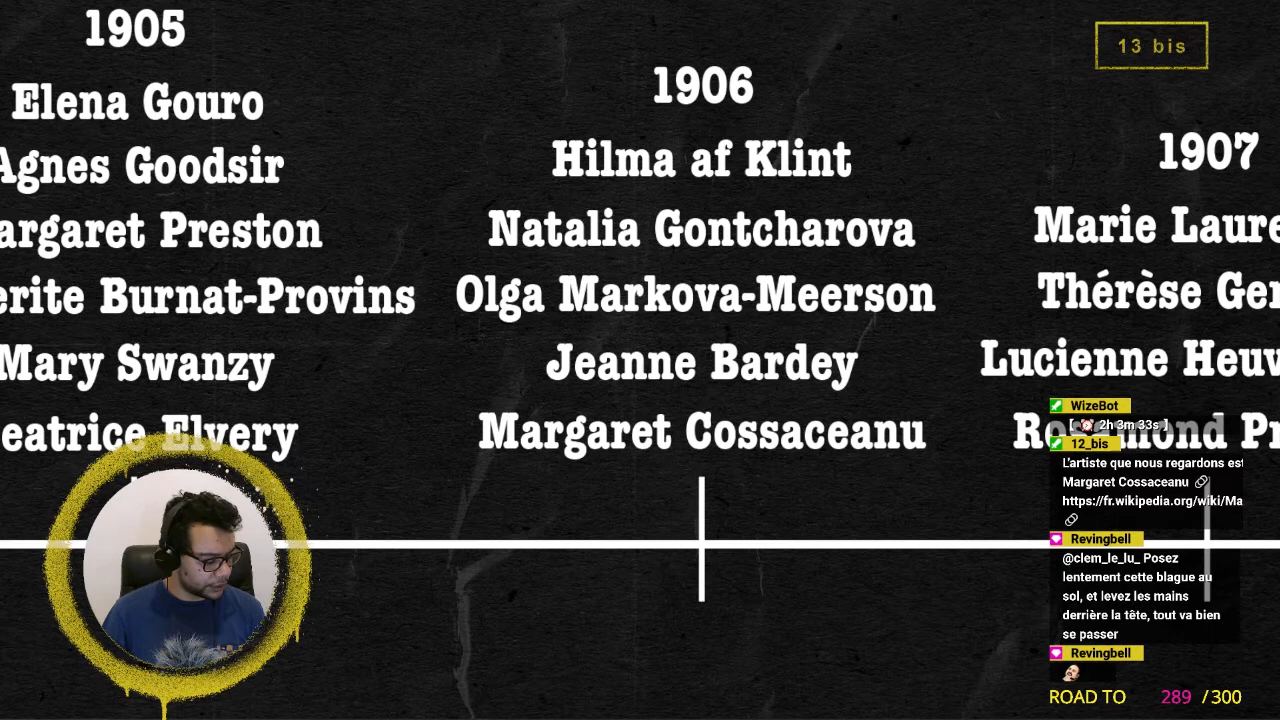 1905
Elena Gouro
Agnes Goodsir
argaret Preston
erite Burnat-Provins
Mary Swanzy
eatrice Elvery
1906
Hilma af Klint
Natalia Gontcharova
Olga Markova-Meerson
Jeanne Bardey
Margaret Cossaceanu
13 bis
1907
Marie Laure
Thérèse Ger
Lucienne Heuv
Rosamond Pr
WizeBot
[ ⏰ 2h 3m 33s ]
12_bis
L'artiste que nous regardons est
Margaret Cossaceanu
https://fr.wikipedia.org/wiki/Ma
Revingbell
@clem_le_lu_ Posez
lentement cette blague au
sol, et levez les mains
derrière la tête, tout va bien
se passer
Revingbell
ROAD TO 289 / 300